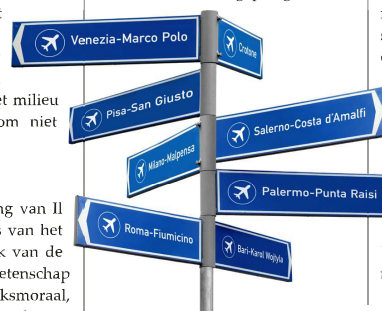 Venezia-Marco Polo
Crotone
Pisa-San Giusto
Salerno-Costa d'Amalfi
Milano-Malpensa
Palermo-Punta Raisi
Roma-Fiumicino
Bari-Karol Wojtyla
et milieu
om niet
ng van Il
van het
k van de
etenschap
ksmoraal,